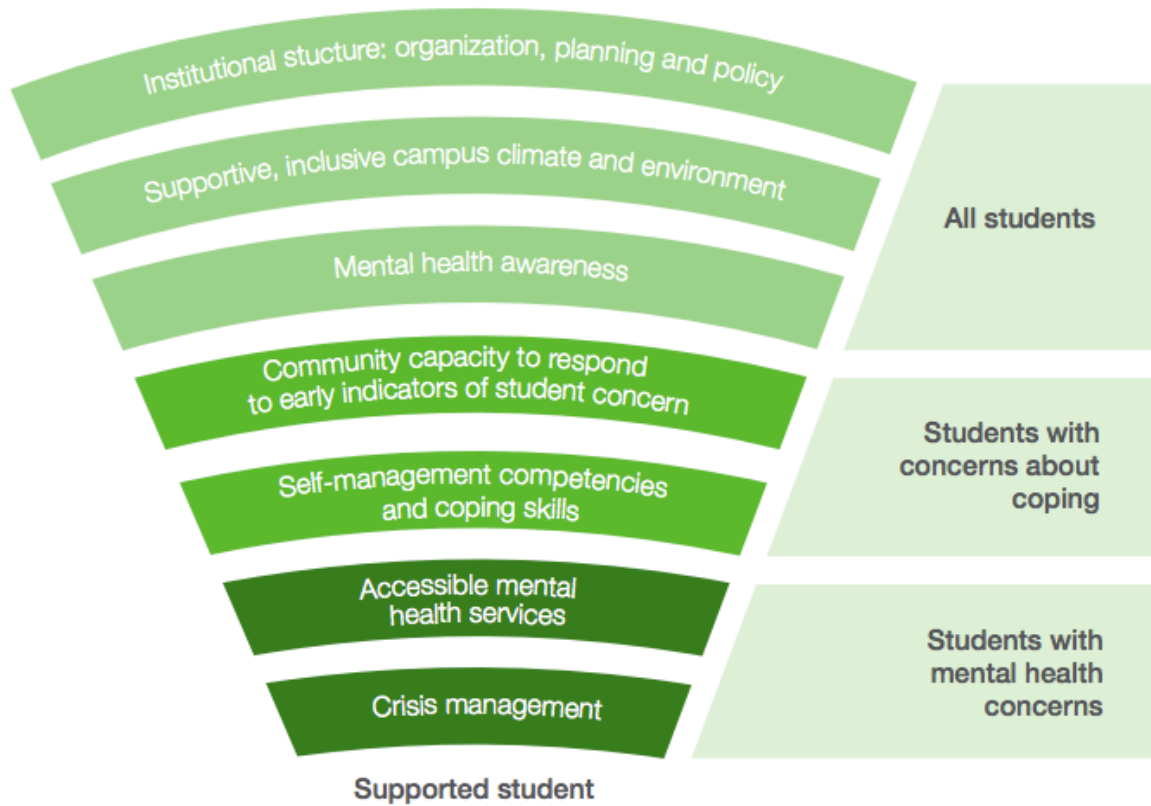 Institutional stucture: organization, planning and policy
Supportive, inclusive campus climate and environment
Mental health awareness
All students
Community capacity to respond
to early indicators of student concern
Self-management competencies
and coping skills
Students with
concerns about
coping
Accessible mental
health services
Crisis management
Students with
mental health
concerns
Supported student